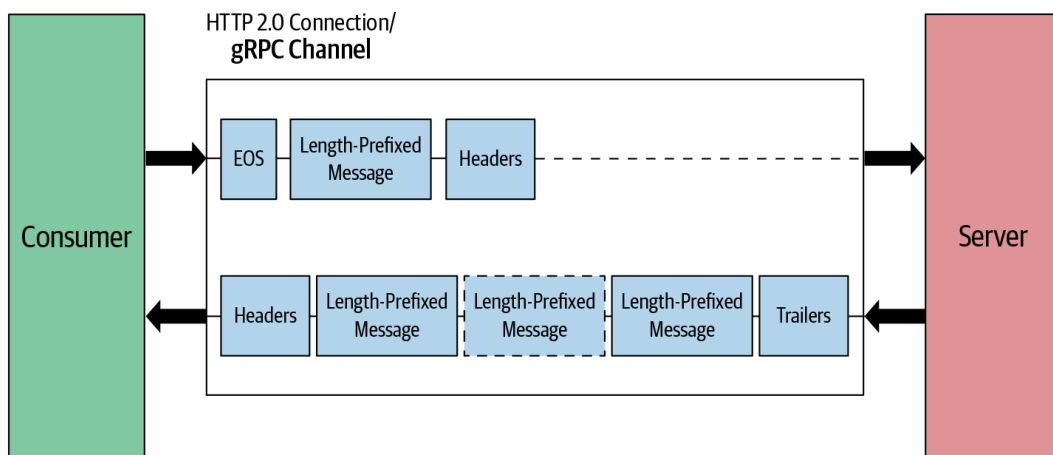 HTTP 2.0 Connection/
gRPC Channel
Consumer
EOS
Length-Prefixed
Message
Headers
Server
Headers
Length-Prefixed
Message
Length-Prefixed
Message
Length-Prefixed
Message
Trailers